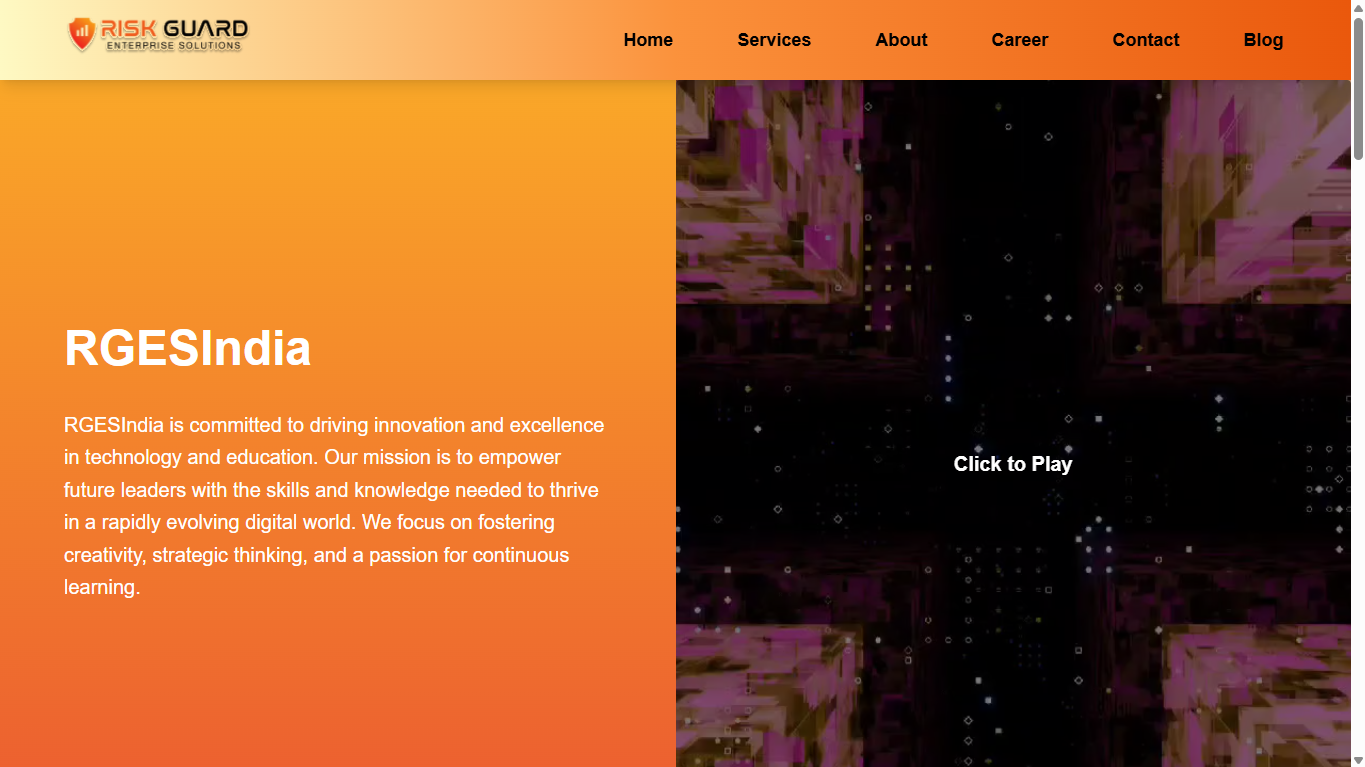 RISK GUARD
ENTERPRISE SOLUTIONS
Home
Services
About
Career
Contact
Blog
RGESIndia
RGESIndia is committed to driving innovation and excellence
in technology and education. Our mission is to empower
future leaders with the skills and knowledge needed to thrive
in a rapidly evolving digital world. We focus on fostering
creativity, strategic thinking, and a passion for continuous
learning.
Click to Play